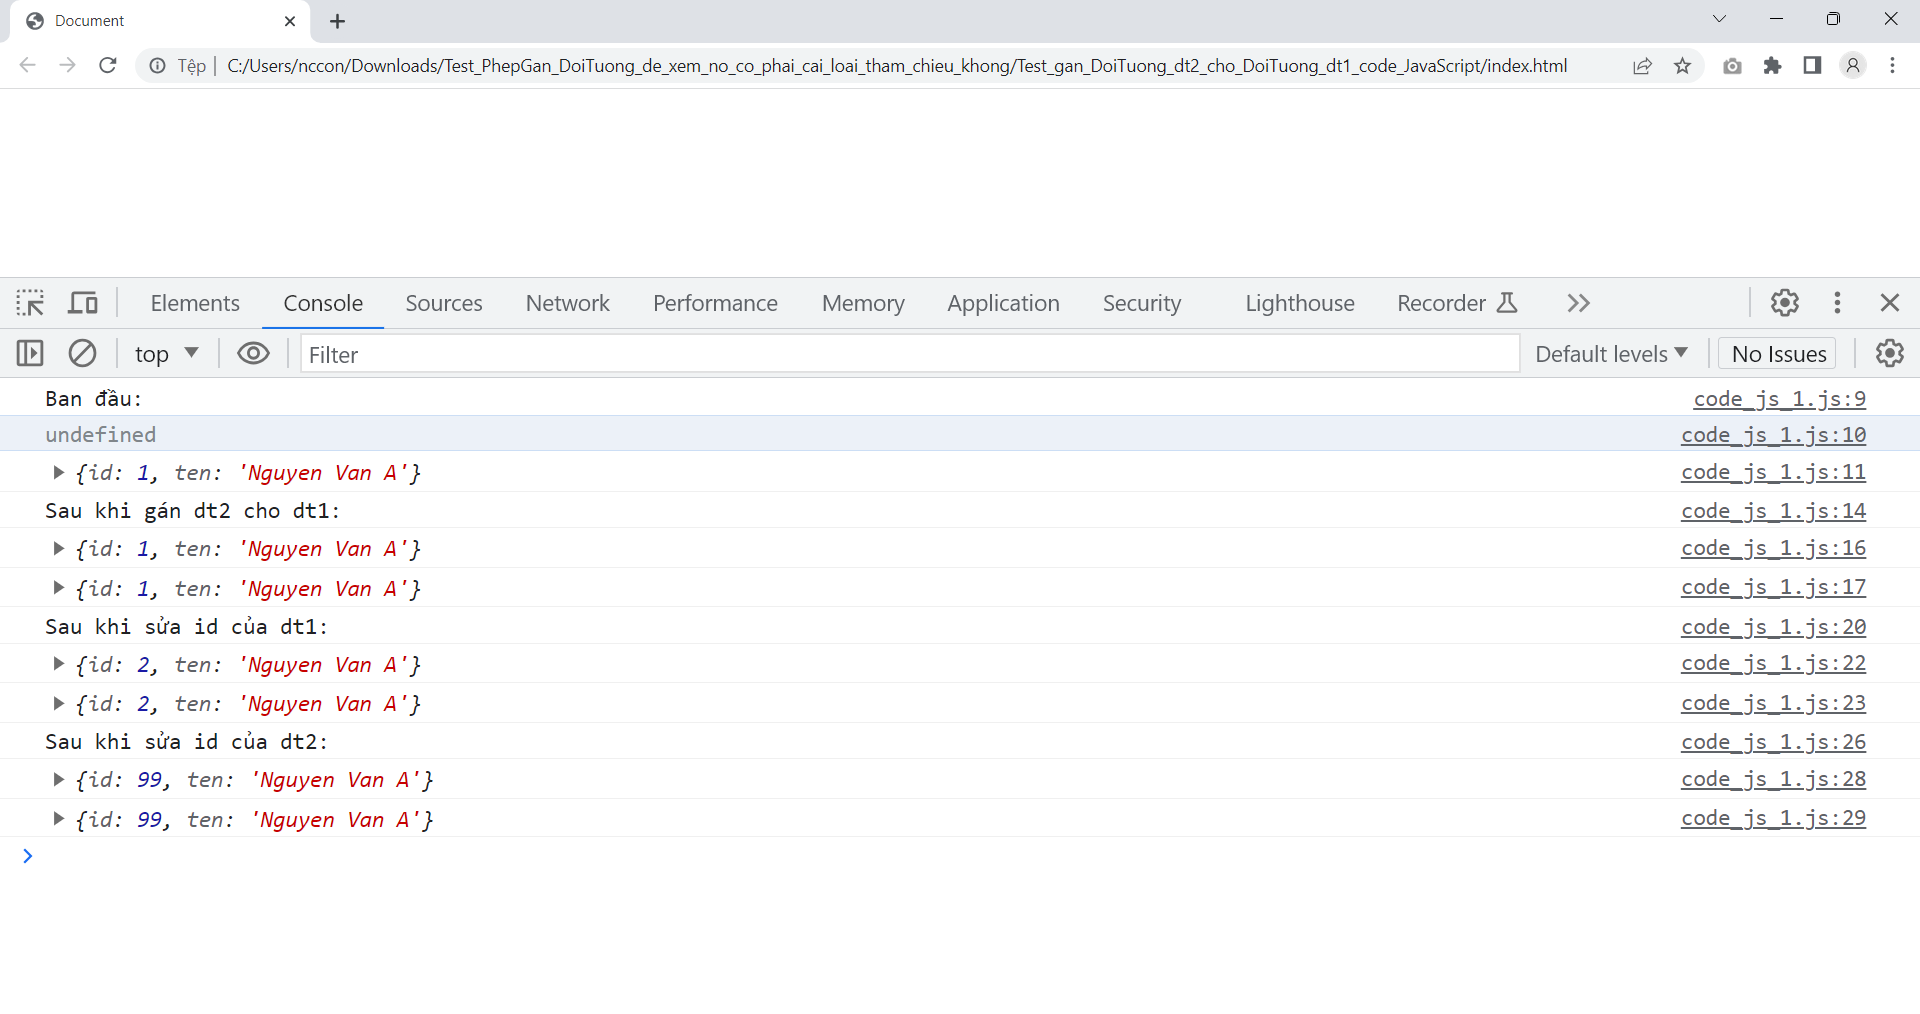 Document
Tệp | C:/Users/nccon/Downloads/Test_PhepGan_DoiTuong_de_xem_no_co_phai_cai_loai_tham_chieu_khong/Test_gan_DoiTuong_dt2_cho_DoiTuong_dt1_code_JavaScript/index.html
Elements Console Sources Network Performance Memory Application Security Lighthouse Recorder
top Filter Default levels No Issues
Ban đầu: code_js_1.js:9
undefined code_js_1.js:10
{id: 1, ten: 'Nguyen Van A'} code_js_1.js:11
Sau khi gán dt2 cho dt1: code_js_1.js:14
{id: 1, ten: 'Nguyen Van A'} code_js_1.js:16
{id: 1, ten: 'Nguyen Van A'} code_js_1.js:17
Sau khi sửa id của dt1: code_js_1.js:20
{id: 2, ten: 'Nguyen Van A'} code_js_1.js:22
{id: 2, ten: 'Nguyen Van A'} code_js_1.js:23
Sau khi sửa id của dt2: code_js_1.js:26
{id: 99, ten: 'Nguyen Van A'} code_js_1.js:28
{id: 99, ten: 'Nguyen Van A'} code_js_1.js:29